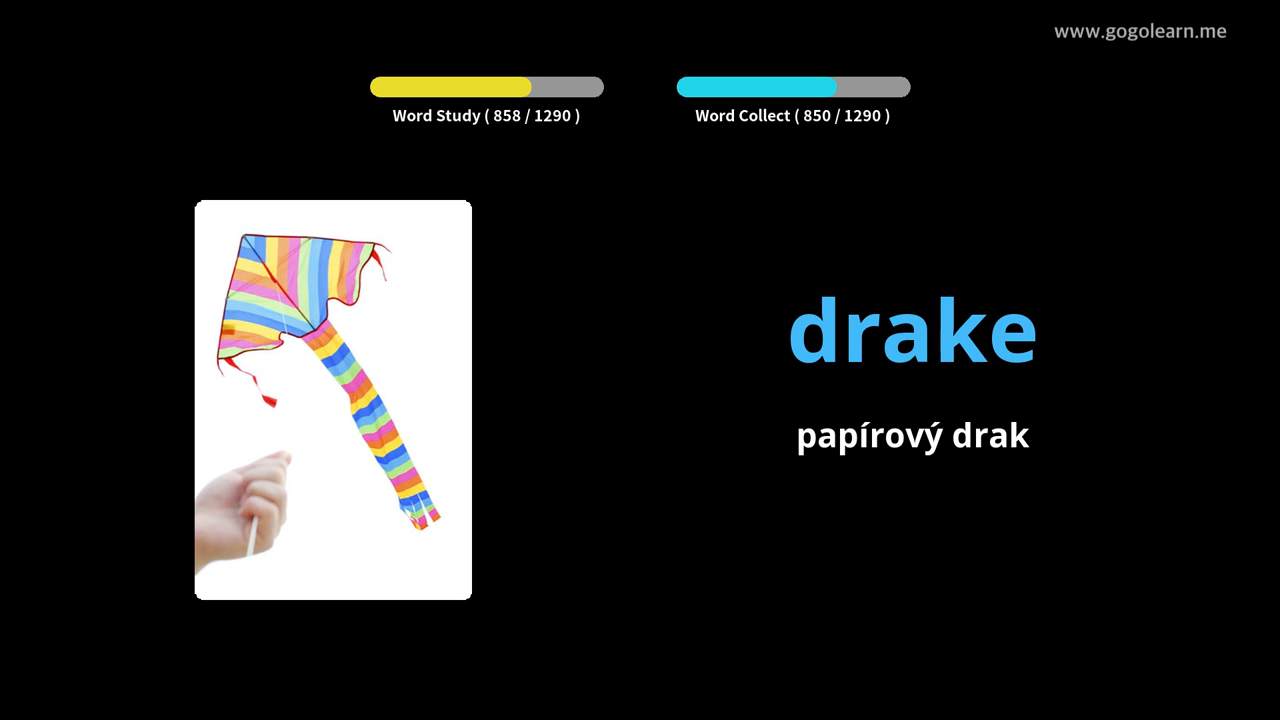 www.gogolearn.me
Word Study ( 858 / 1290 )
Word Collect ( 850 / 1290 )
drake
papírový drak